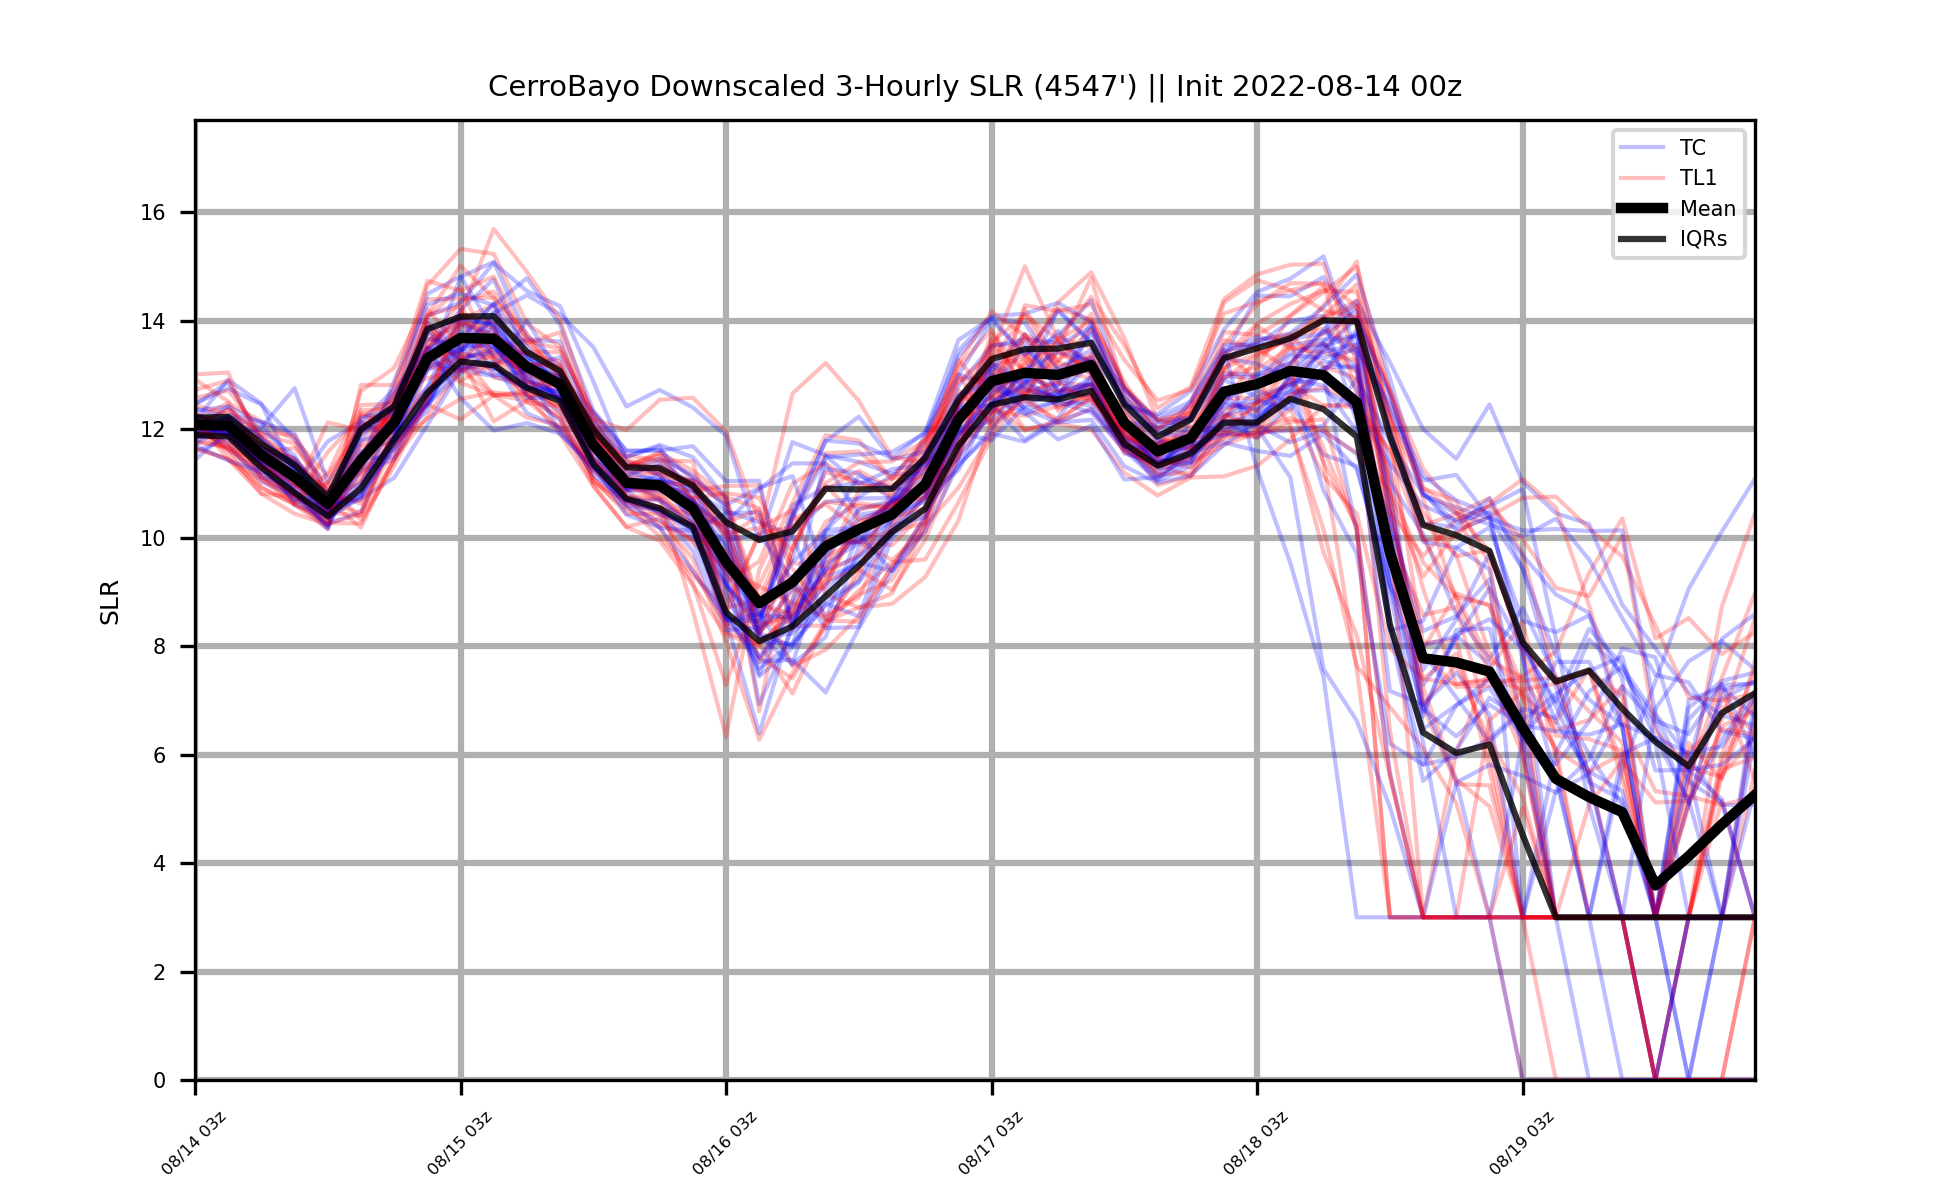 CerroBayo Downscaled 3-Hourly SLR (4547') || Init 2022-08-14 00z
TC
TL1
Mean
IQRs
SLR
16
14
12
10
8
6
4
2
0
08/14 03z
08/15 03z
08/16 03z
08/17 03z
08/18 03z
08/19 03z